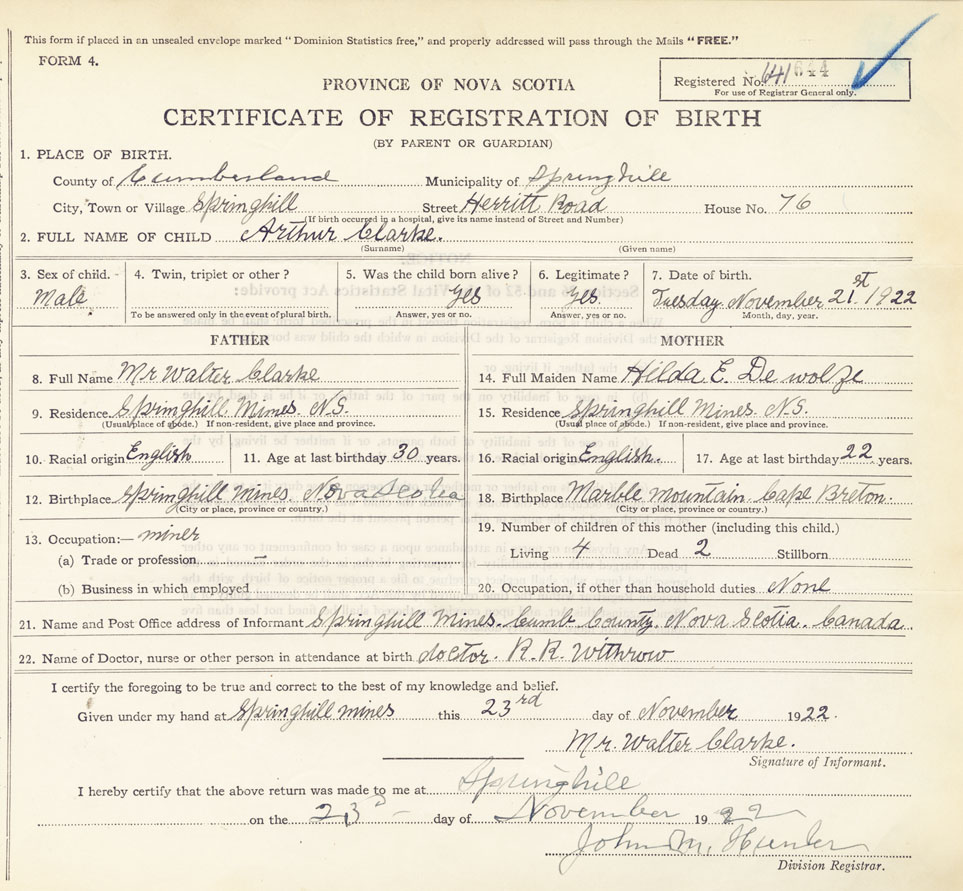 This form if placed in an unsealed envelope marked "Dominion Statistics free," and properly addressed will pass through the Mails "FREE."
FORM 4.
Registered No. 644
For use of Registrar General only.
PROVINCE OF NOVA SCOTIA
CERTIFICATE OF REGISTRATION OF BIRTH
(BY PARENT OR GUARDIAN)
1. PLACE OF BIRTH.
County of Cumberland Municipality of Springhill
City, Town or Village Springhill Street Herritt Road House No. 76
(If birth occurred in a hospital, give its name instead of Street and Number)
2. FULL NAME OF CHILD Arthur Clarke.
(Surname) (Given name)
3. Sex of child. - 4. Twin, triplet or other? 5. Was the child born alive? 6. Legitimate? 7. Date of birth.
Male Yes Yes. Tuesday November 21st 1922
To be answered only in the event of plural birth. Answer, yes or no. Answer, yes or no. Month, day, year.
FATHER MOTHER
8. Full Name Mr Walter Clarke 14. Full Maiden Name Hilda E. De wolfe
9. Residence. Springhill Mines. N.S. 15. Residence Springhill Mines. N.S.
(Usual place of abode.) If non-resident, give place and province. (Usual place of abode.) If non-resident, give place and province.
10. Racial origin English 11. Age at last birthday 30 years. 16. Racial origin English. 17. Age at last birthday 22 years.
12. Birthplace Springhill Mines. Nova Scotia 18. Birthplace Marble mountain Cape Breton.
(City or place, province or country.) (City or place, province or country.)
13. Occupation:— miner 19. Number of children of this mother (including this child.)
(a) Trade or profession — Living 4 Dead 2 Stillborn
(b) Business in which employed 20. Occupation, if other than household duties None
21. Name and Post Office address of Informant Springhill Mines. Cumb County. Nova Scotia. Canada.
22. Name of Doctor, nurse or other person in attendance at birth doctor. R.R. Withrow
I certify the foregoing to be true and correct to the best of my knowledge and belief.
Given under my hand at Springhill mines this 23rd day of November 1922.
Mr. Walter Clarke.
Signature of Informant.
I hereby certify that the above return was made to me at Springhill
on the 23 day of November 1922
John M. Hunter
Division Registrar.